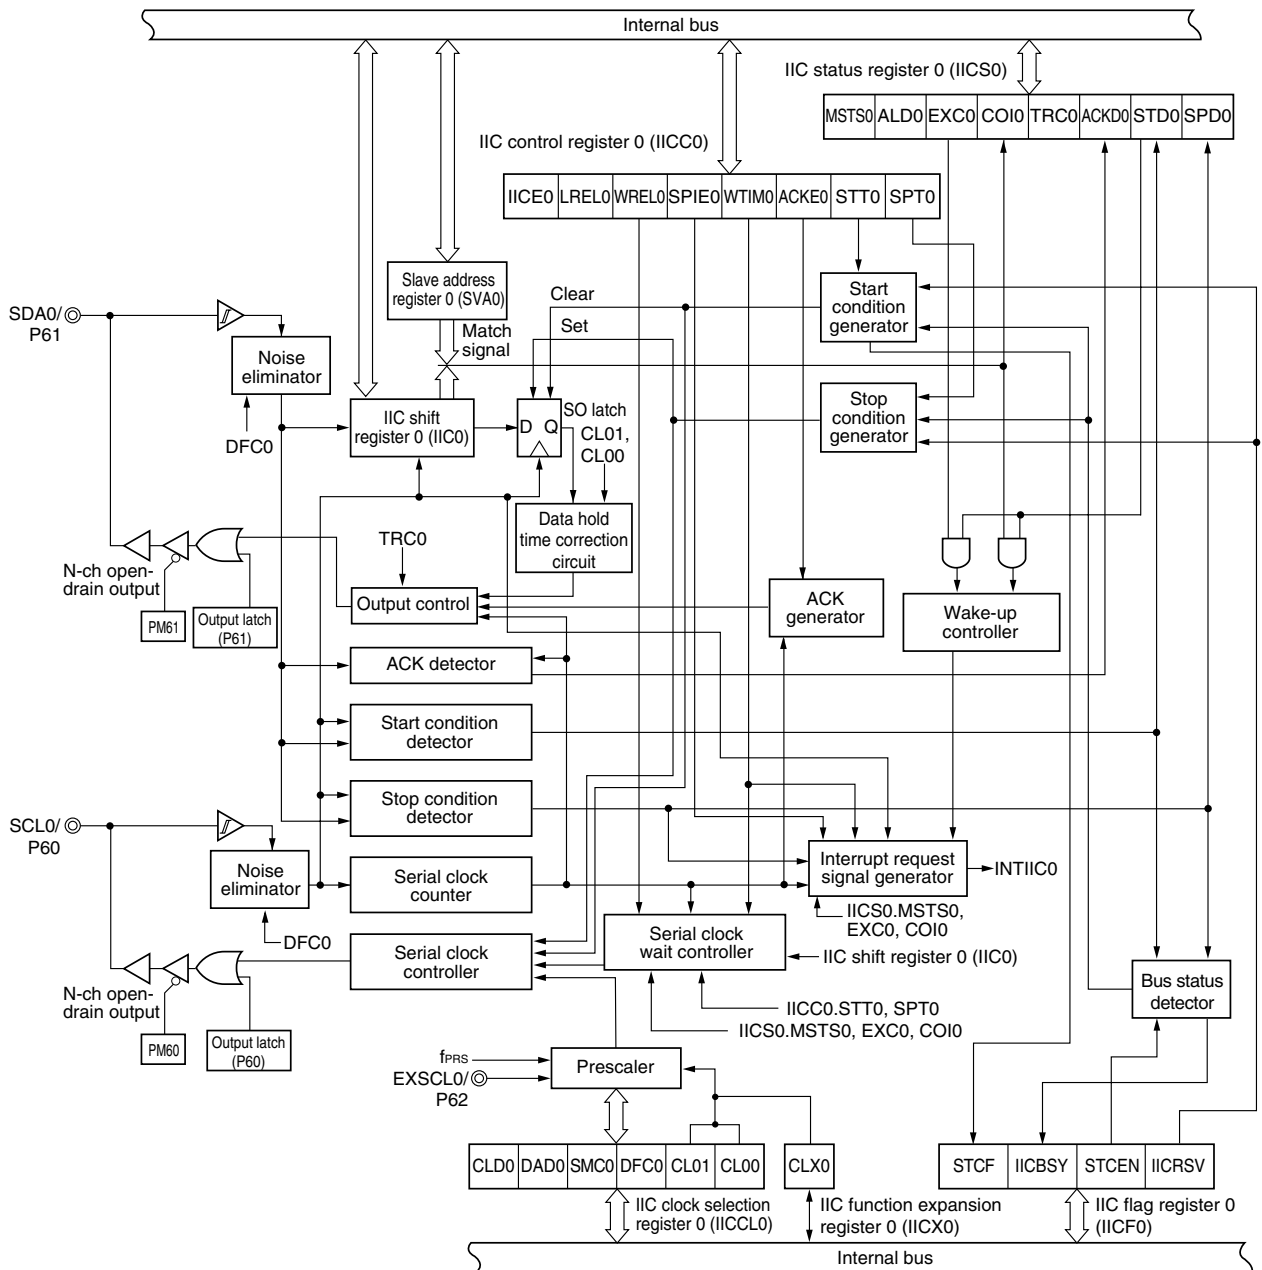 Internal bus
IIC status register 0 (IICS0)
MSTS0 ALD0 EXC0 COI0 TRC0 ACKD0 STD0 SPD0
IIC control register 0 (IICC0)
IICE0 LREL0 WREL0 SPIE0 WTIM0 ACKE0 STT0 SPT0
Slave address
register 0 (SVA0)
Match
signal
Clear
Set
Start
condition
generator
SDA0/
P61
Noise
eliminator
DFC0
IIC shift
register 0 (IIC0)
D Q
SO latch
CL01,
CL00
Stop
condition
generator
Data hold
time correction
circuit
TRC0
N-ch open-
drain output
PM61
Output latch
(P61)
Output control
ACK
generator
Wake-up
controller
ACK detector
Start condition
detector
Stop condition
detector
SCL0/
P60
Noise
eliminator
DFC0
Serial clock
counter
Interrupt request
signal generator
INTIIC0
IICS0.MSTS0,
EXC0, COI0
Serial clock
controller
Serial clock
wait controller
IIC shift register 0 (IIC0)
Bus status
detector
N-ch open-
drain output
PM60
Output latch
(P60)
IICC0.STT0, SPT0
IICS0.MSTS0, EXC0, COI0
fPRS
EXSCL0/
P62
Prescaler
CLD0 DAD0 SMC0 DFC0 CL01 CL00
CLX0
STCF IICBSY STCEN IICRSV
IIC clock selection
register 0 (IICCL0)
IIC function expansion
register 0 (IICX0)
IIC flag register 0
(IICF0)
Internal bus